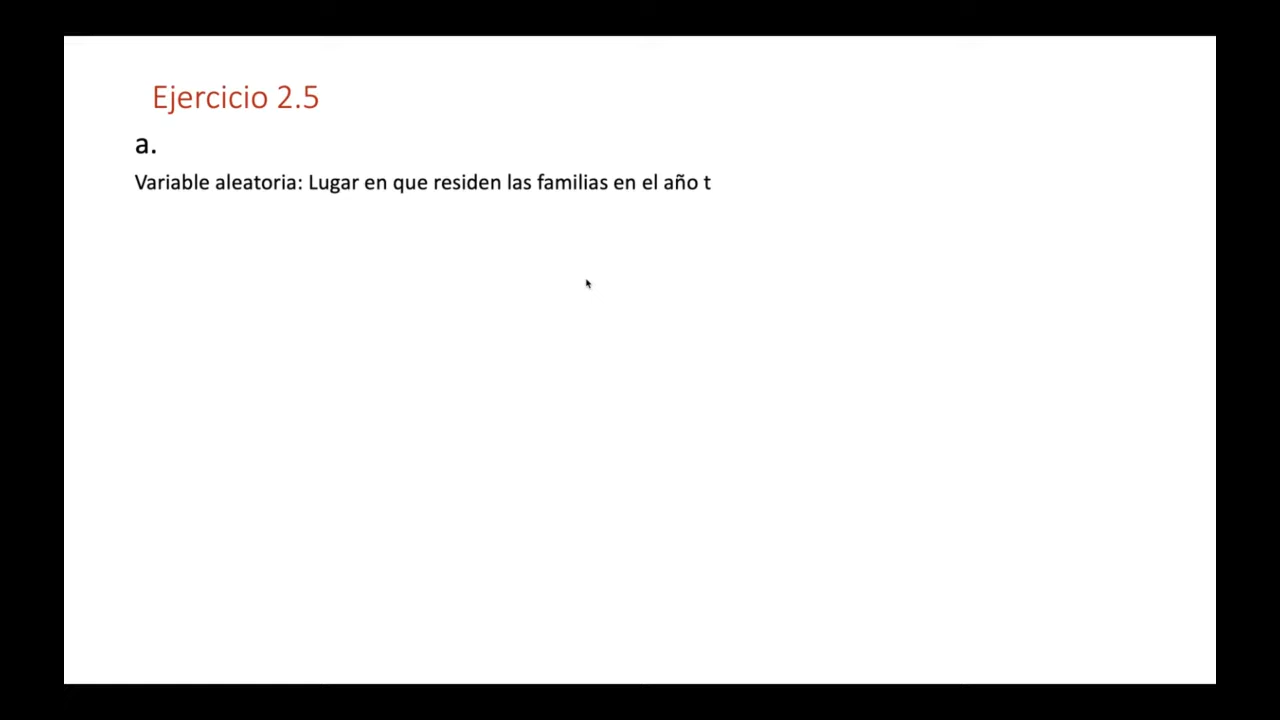 Ejercicio 2.5
a.
Variable aleatoria: Lugar en que residen las familias en el año t